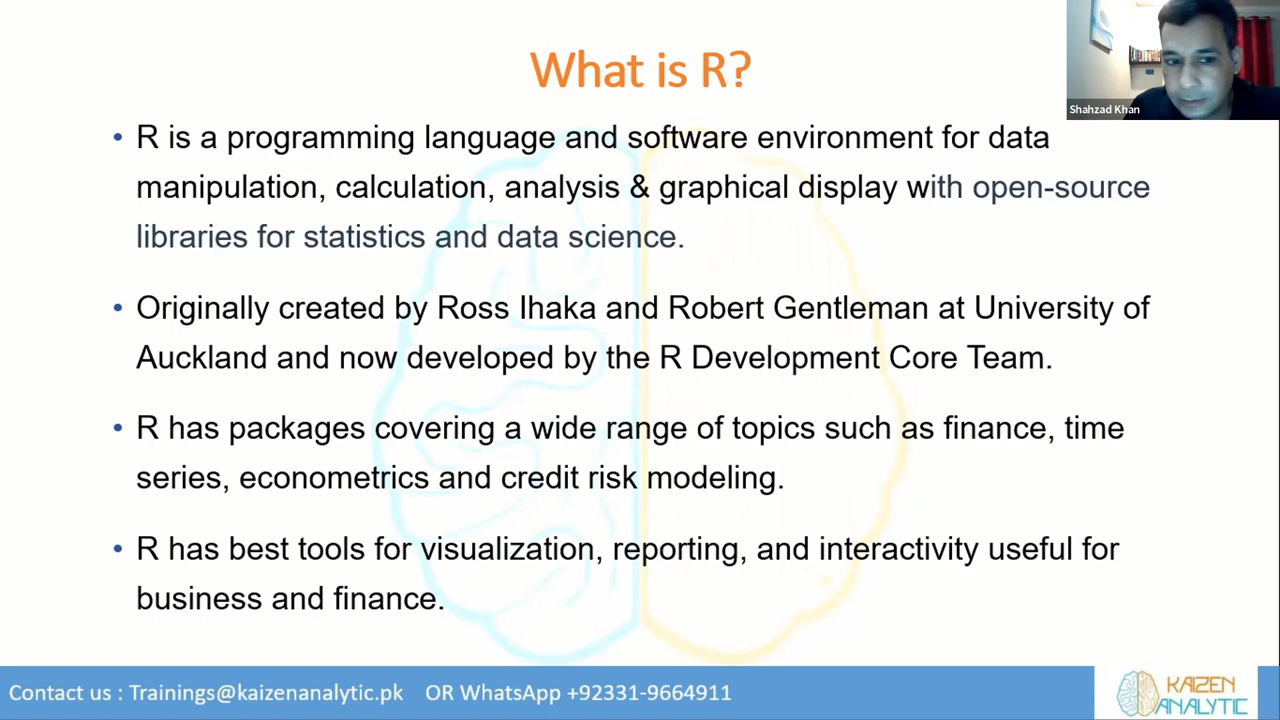 What is R?
Shahzad Khan
• R is a programming language and software environment for data
manipulation, calculation, analysis & graphical display with open-source
libraries for statistics and data science.
• Originally created by Ross Ihaka and Robert Gentleman at University of
Auckland and now developed by the R Development Core Team.
• R has packages covering a wide range of topics such as finance, time
series, econometrics and credit risk modeling.
• R has best tools for visualization, reporting, and interactivity useful for
business and finance.
Contact us : Trainings@kaizenanalytic.pk OR WhatsApp +92331-9664911
KAIZEN
ANALYTIC